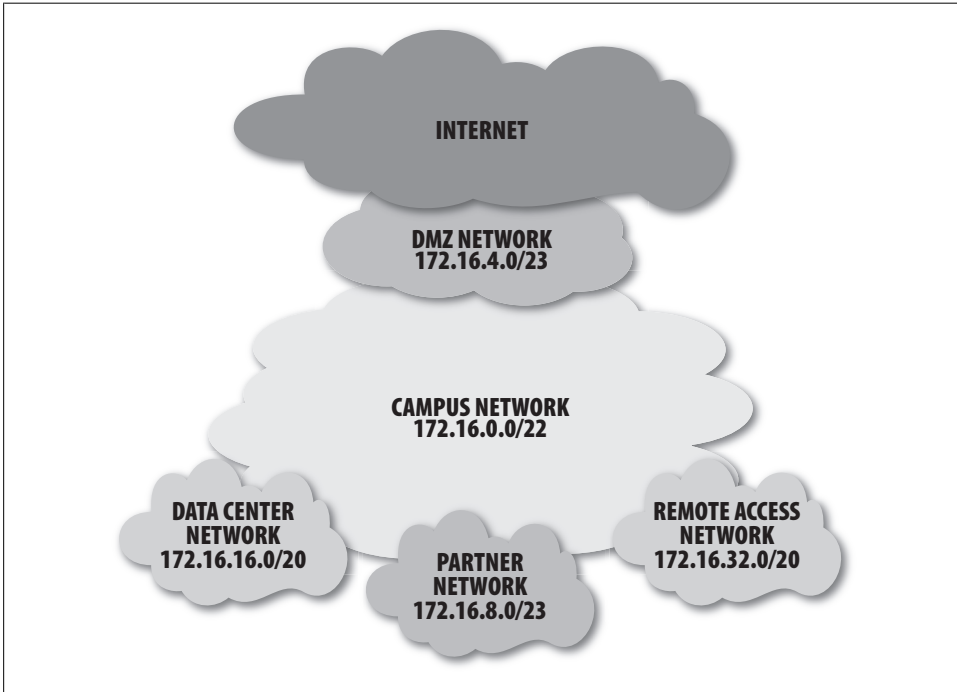 INTERNET
DMZ NETWORK
172.16.4.0/23
CAMPUS NETWORK
172.16.0.0/22
DATA CENTER
NETWORK
172.16.16.0/20
PARTNER
NETWORK
172.16.8.0/23
REMOTE ACCESS
NETWORK
172.16.32.0/20